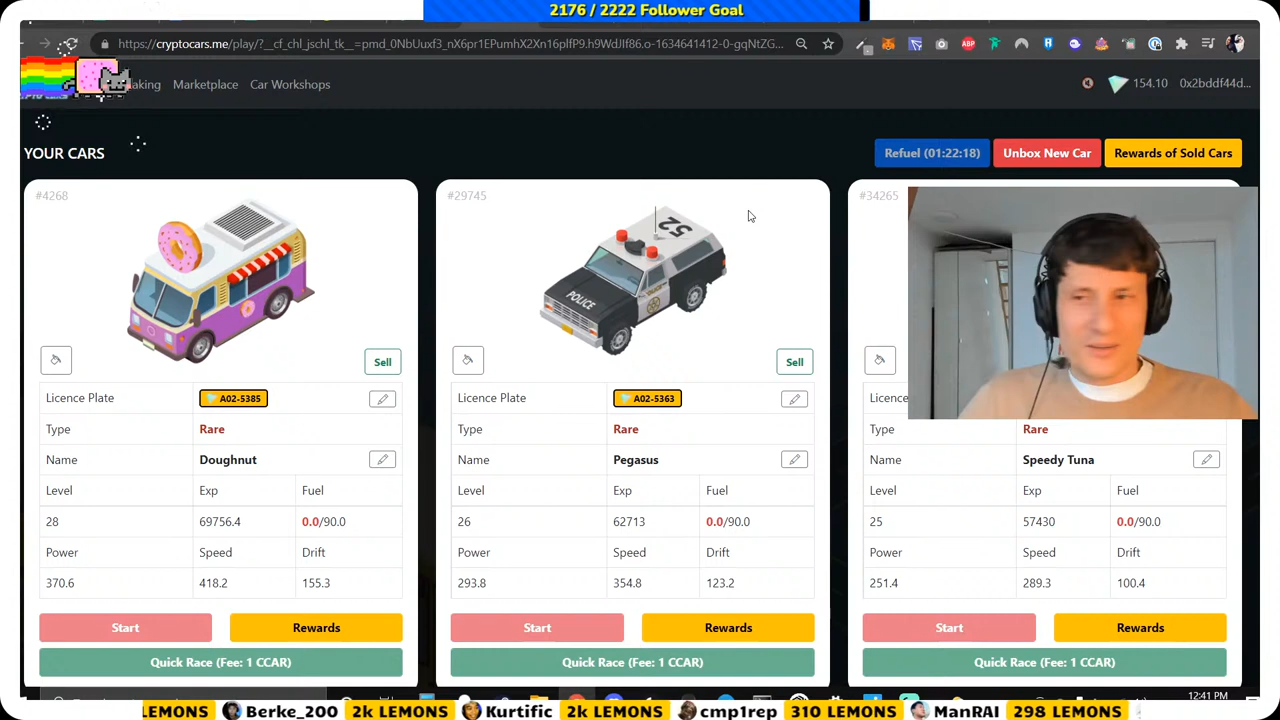 2176 / 2222 Follower Goal
https://cryptocars.me/play/?__cf_chl_jschl_tk__=pmd_0NbUuxf3_nX6pr1EPumhX2Xn16plfP9.h9WdJIf86.o-1634641412-0-gqNtZG...
Marketplace
Car Workshops
154.10
0x2bddf44d...
YOUR CARS
Refuel (01:22:18)
Unbox New Car
Rewards of Sold Cars
#4268
Sell
Licence Plate
A02-5385
Type
Rare
Name
Doughnut
Level
Exp
Fuel
28
69756.4
0.0/90.0
Power
Speed
Drift
370.6
418.2
155.3
Start
Rewards
Quick Race (Fee: 1 CCAR)
#29745
52
POLICE
Sell
Licence Plate
A02-5363
Type
Rare
Name
Pegasus
Level
Exp
Fuel
26
62713
0.0/90.0
Power
Speed
Drift
293.8
354.8
123.2
Start
Rewards
Quick Race (Fee: 1 CCAR)
#34265
Type
Rare
Name
Speedy Tuna
Level
Exp
Fuel
25
57430
0.0/90.0
Power
Speed
Drift
251.4
289.3
100.4
Start
Rewards
Quick Race (Fee: 1 CCAR)
12:41 PM
LEMONS Berke_200 2k LEMONS Kurtific 2k LEMONS cmp1rep 310 LEMONS ManRAI 298 LEMONS